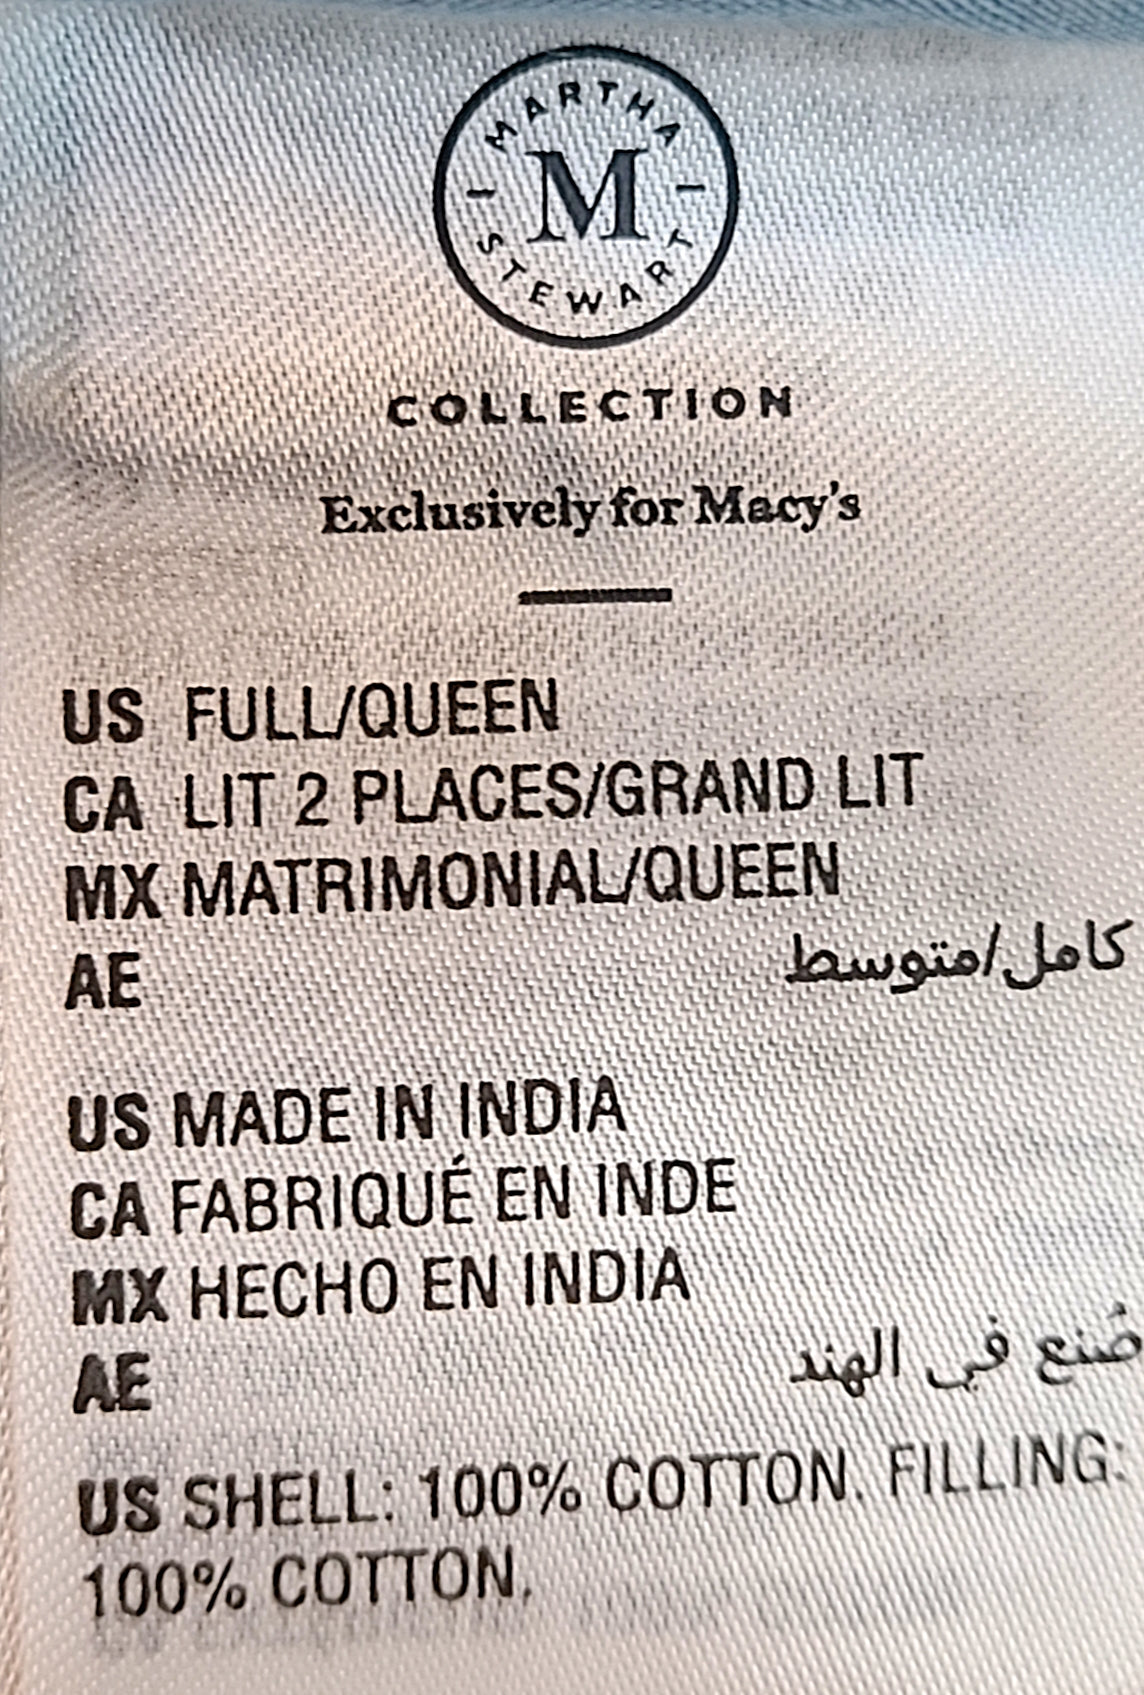 MARTHA
M
STEWART
COLLECTION
Exclusively for Macy's
US FULL/QUEEN
CA LIT 2 PLACES/GRAND LIT
MX MATRIMONIAL/QUEEN
AE كامل/متوسط
US MADE IN INDIA
CA FABRIQUÉ EN INDE
MX HECHO EN INDIA
AE صُنع في الهند
US SHELL: 100% COTTON. FILLING:
100% COTTON.